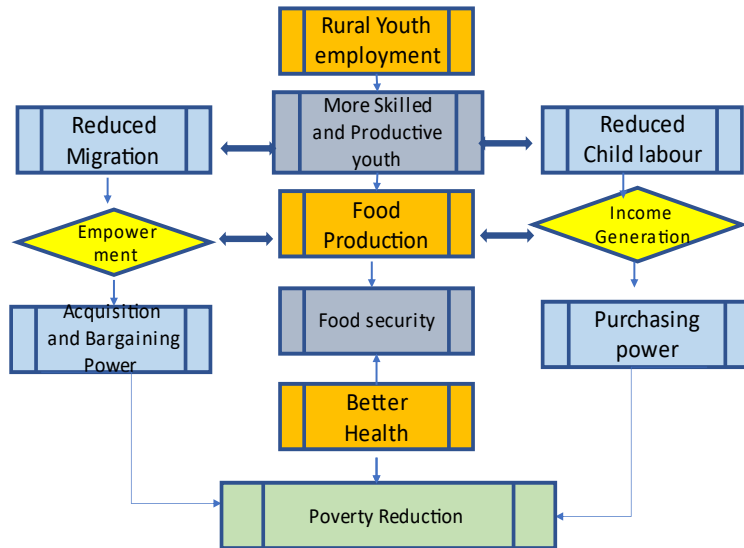 Rural Youth
employment
More Skilled
and Productive
youth
Reduced
Migration
Reduced
Child labour
Empower
ment
Food
Production
Income
Generation
Acquisition
and Bargaining
Power
Food security
Purchasing
power
Better
Health
Poverty Reduction